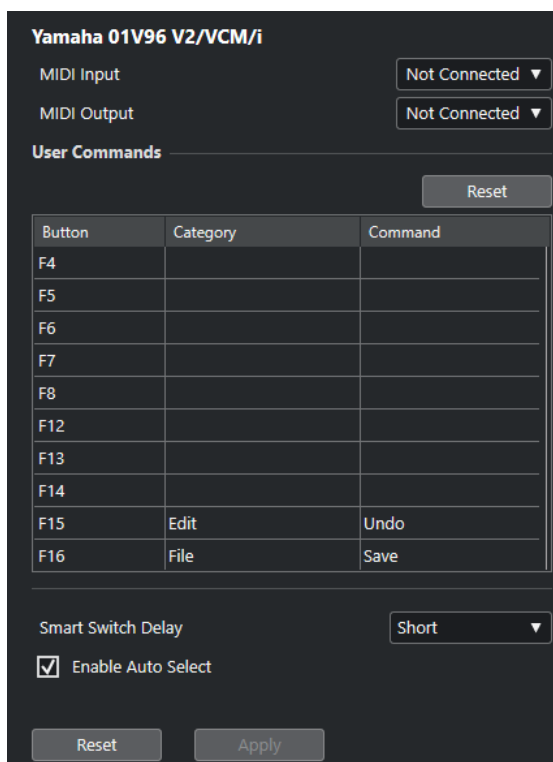 Yamaha 01V96 V2/VCM/i
MIDI Input Not Connected
MIDI Output Not Connected
User Commands
Reset
Button Category Command
F4
F5
F6
F7
F8
F12
F13
F14
F15 Edit Undo
F16 File Save
Smart Switch Delay Short
Enable Auto Select
Reset Apply